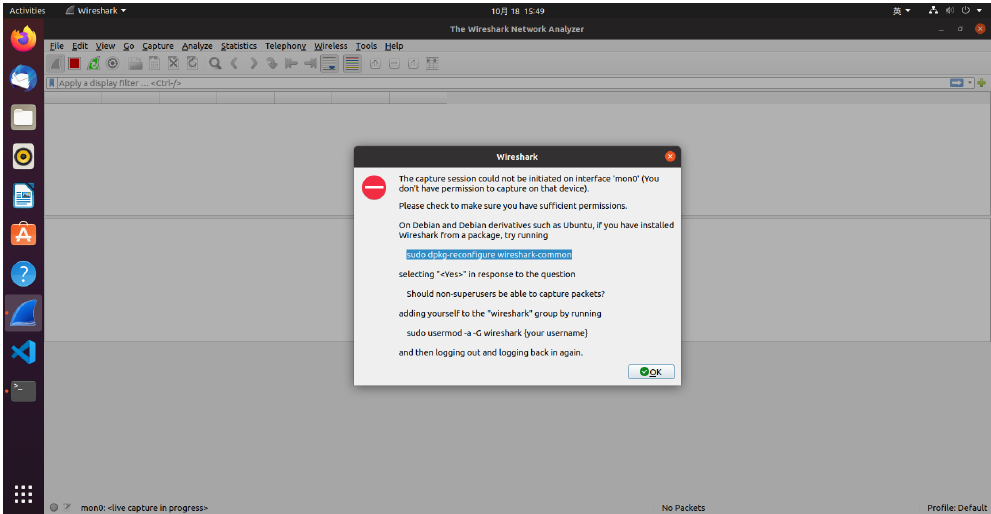 Activities Wireshark 10月 18 15:49 英
The Wireshark Network Analyzer
File Edit View Go Capture Analyze Statistics Telephony Wireless Tools Help
Apply a display filter ... <Ctrl-/>
Wireshark
The capture session could not be initiated on interface 'mon0' (You
don't have permission to capture on that device).
Please check to make sure you have sufficient permissions.
On Debian and Debian derivatives such as Ubuntu, if you have installed
Wireshark from a package, try running
sudo dpkg-reconfigure wireshark-common
selecting "<Yes>" in response to the question
Should non-superusers be able to capture packets?
adding yourself to the "wireshark" group by running
sudo usermod -a -G wireshark {your username}
and then logging out and logging back in again.
OK
mon0: <live capture in progress> No Packets Profile: Default